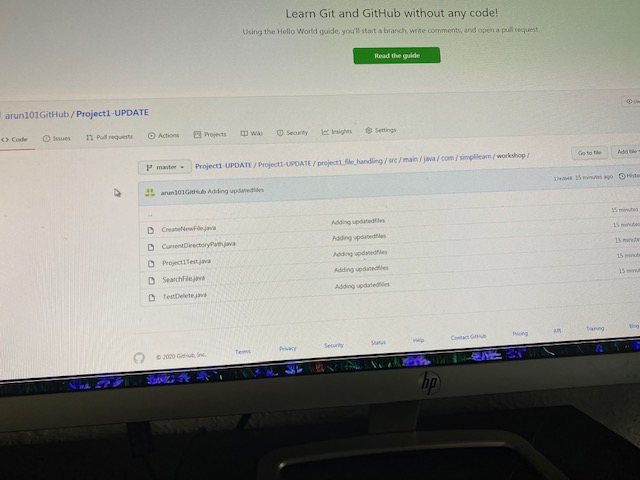 Learn Git and GitHub without any code!
Using the Hello World guide, you'll start a branch, write comments, and open a pull request.
Read the guide
arun101GitHub / Project1-UPDATE
<> Code Issues Pull requests Actions Projects Wiki Security Insights Settings
master Project1-UPDATE / Project1-UPDATE / project1_file_handling / src / main / java / com / simplilearn / workshop / Go to file Add file
arun101GitHub Adding updatedfiles 15 minutes ago
..
CreateNewFile.java Adding updatedfiles 15 minutes
CurrentDirectoryPath.java Adding updatedfiles 15 minutes
Project1Test.java Adding updatedfiles 15 minute
SearchFile.java Adding updatedfiles 15 minut
TestDelete.java Adding updatedfiles 15 minu
© 2020 GitHub, Inc. Terms Privacy Security Status Help Contact GitHub Pricing API Training Blog
hp